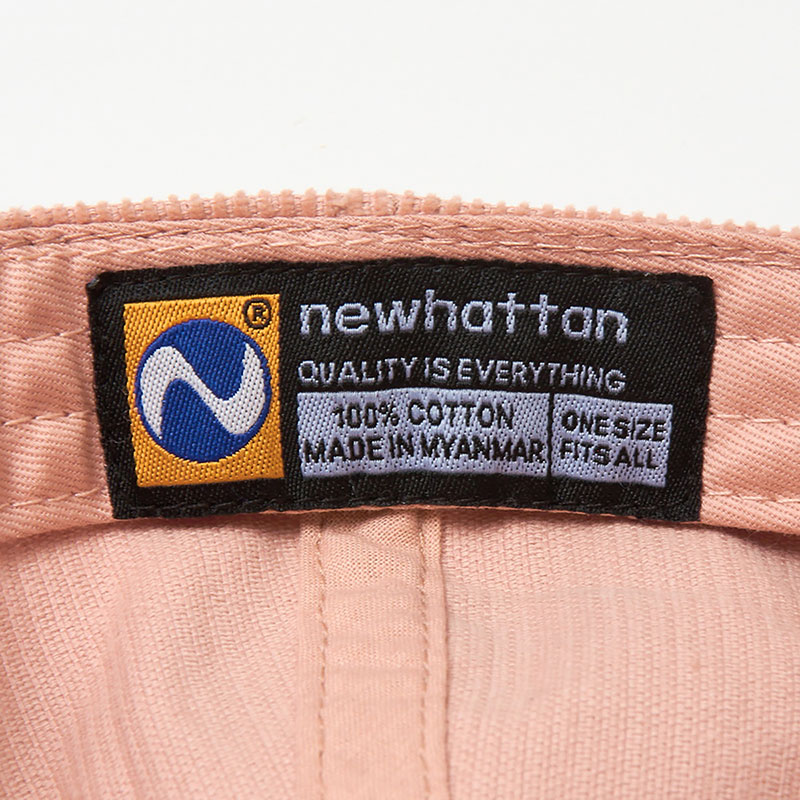 ®
newhattan
QUALITY IS EVERYTHING
100% COTTON
MADE IN MYANMAR
ONE SIZE
FITS ALL